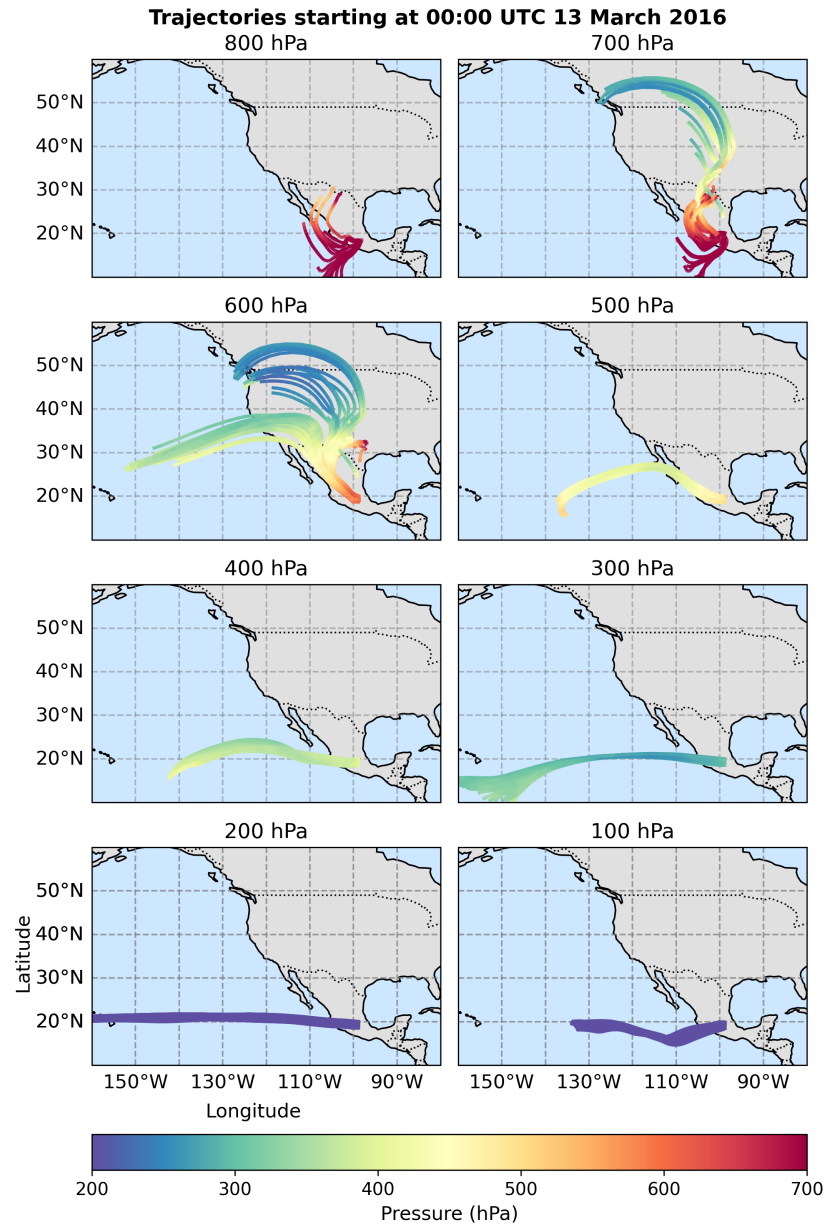 Trajectories starting at 00:00 UTC 13 March 2016
800 hPa 700 hPa
50°N
40°N
30°N
20°N
600 hPa 500 hPa
50°N
40°N
30°N
20°N
400 hPa 300 hPa
50°N
40°N
30°N
20°N
200 hPa 100 hPa
50°N
40°N
30°N
20°N
Latitude
150°W 130°W 110°W 90°W 150°W 130°W 110°W 90°W
Longitude
200 300 400 500 600 700
Pressure (hPa)